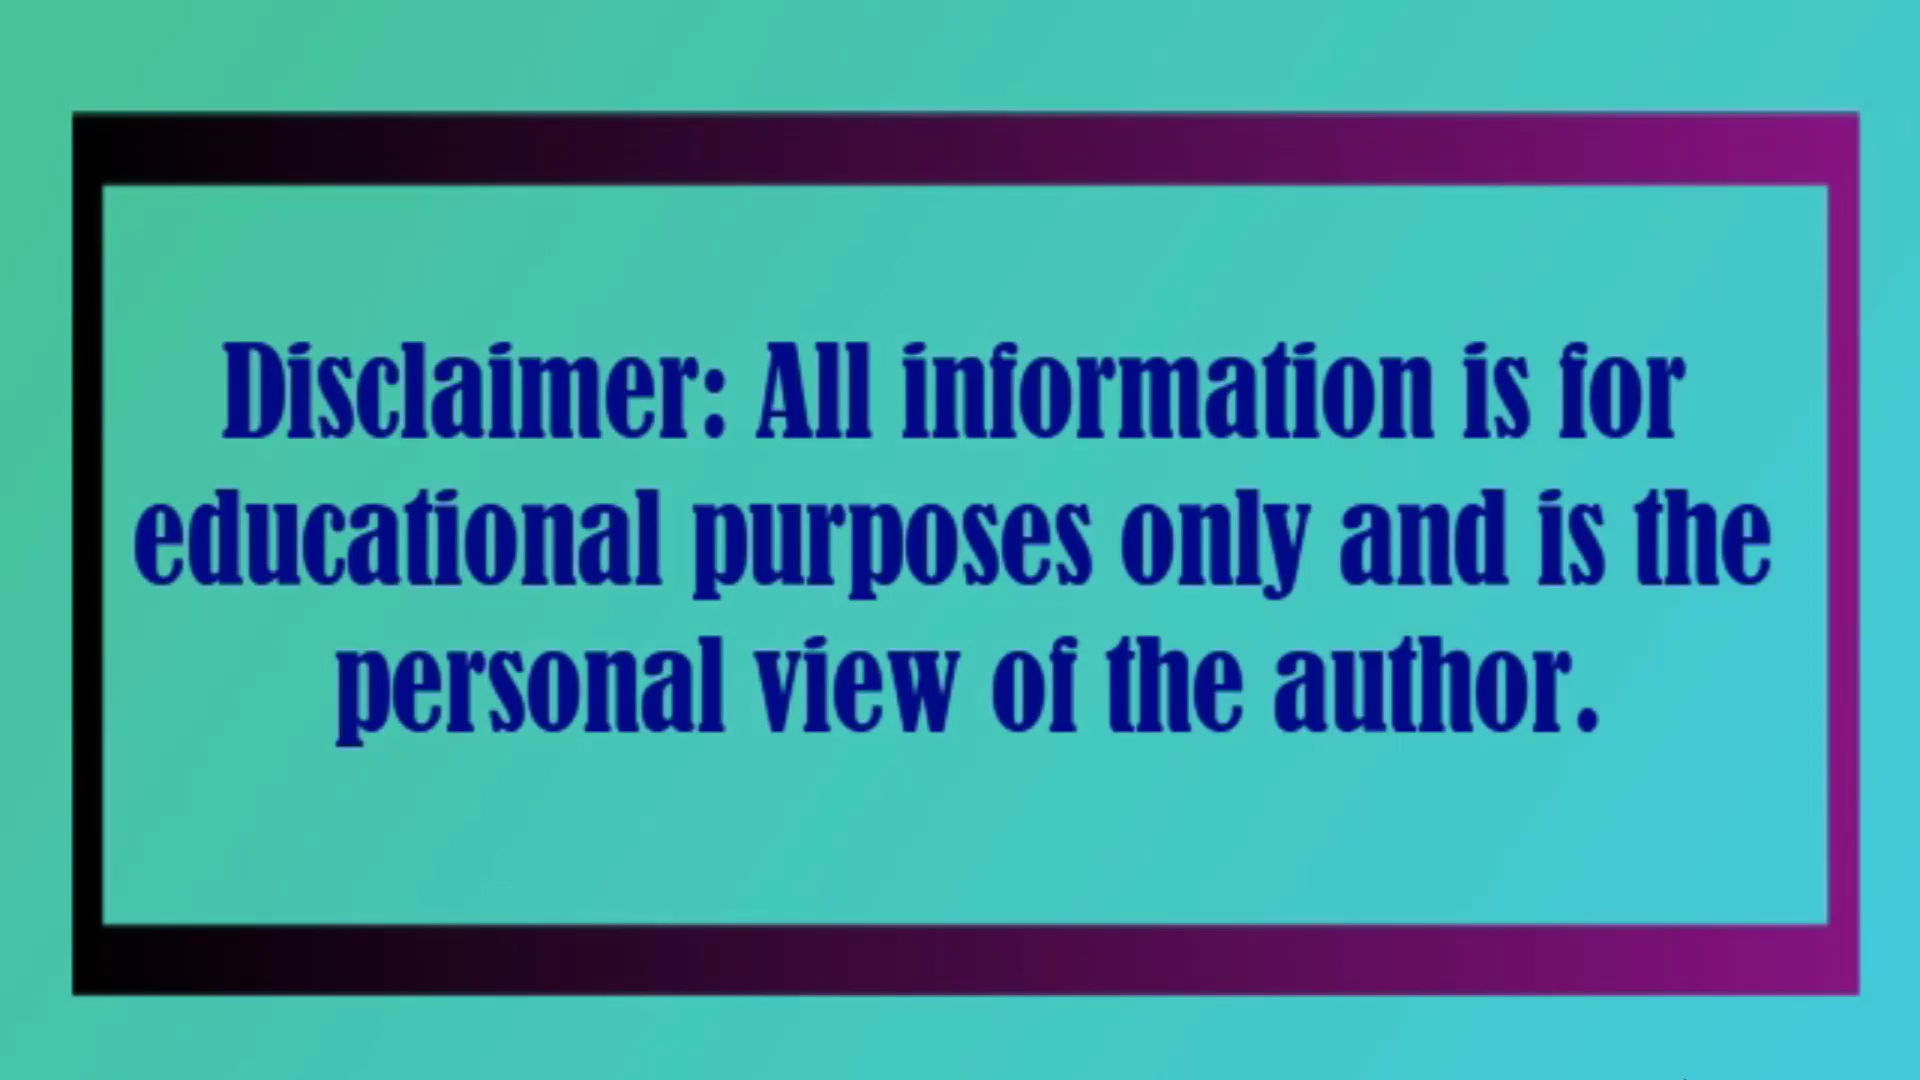 Disclaimer: All information is for
educational purposes only and is the
personal view of the author.